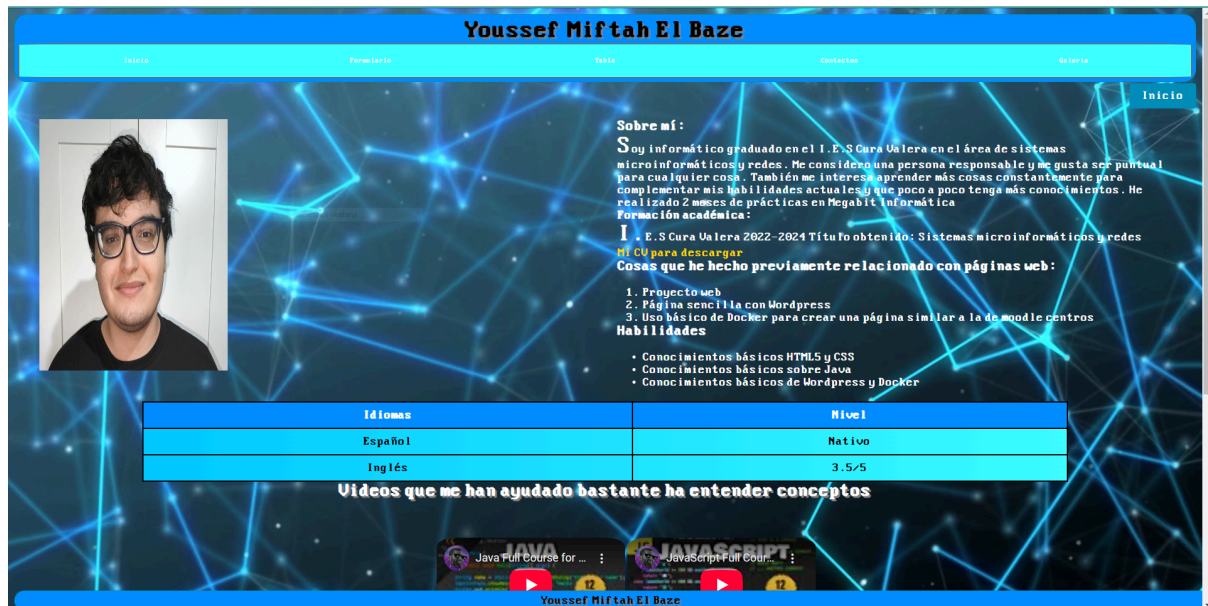 Youssef Miftah El Baze
Inicio Formulario Tabla Contactos Galeria
Inicio
Sobre mí:
Soy informático graduado en el I.E.S Cura Valera en el área de sistemas
microinformáticos y redes. Me considero una persona responsable y me gusta ser puntual
para cualquier cosa. También me interesa aprender más cosas constantemente para
complementar mis habilidades actuales y que poco a poco tenga más conocimientos. He
realizado 2 meses de prácticas en Megabit Informática
Formación académica:
I.E.S Cura Valera 2022-2024 Título obtenido: Sistemas microinformáticos y redes
Mi CV para descargar
Cosas que he hecho previamente relacionado con páginas web:
1. Proyecto web
2. Página sencilla con Wordpress
3. Uso básico de Docker para crear una página similar a la de moodle centros
Habilidades
• Conocimientos básicos HTML5 y CSS
• Conocimientos básicos sobre Java
• Conocimientos básicos de Wordpress y Docker
Idiomas Nivel
Español Nativo
Inglés 3.5/5
Videos que me han ayudado bastante ha entender conceptos
Java Full Course for ... JavaScript Full Cour...
JAVA JAVASCRIPT
12 12
Youssef Miftah El Baze